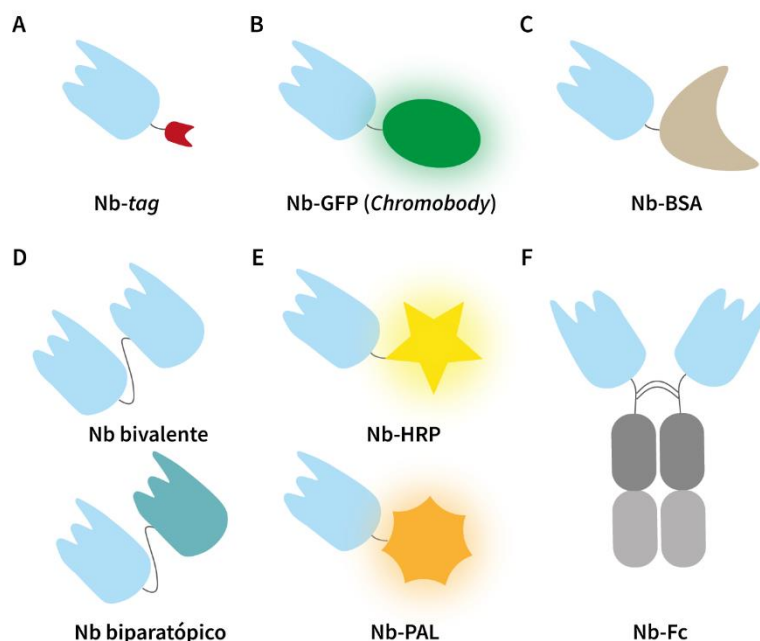 A
B
C
Nb-tag
Nb-GFP (Chromobody)
Nb-BSA
D
E
F
Nb bivalente
Nb-HRP
Nb biparatópico
Nb-PAL
Nb-Fc